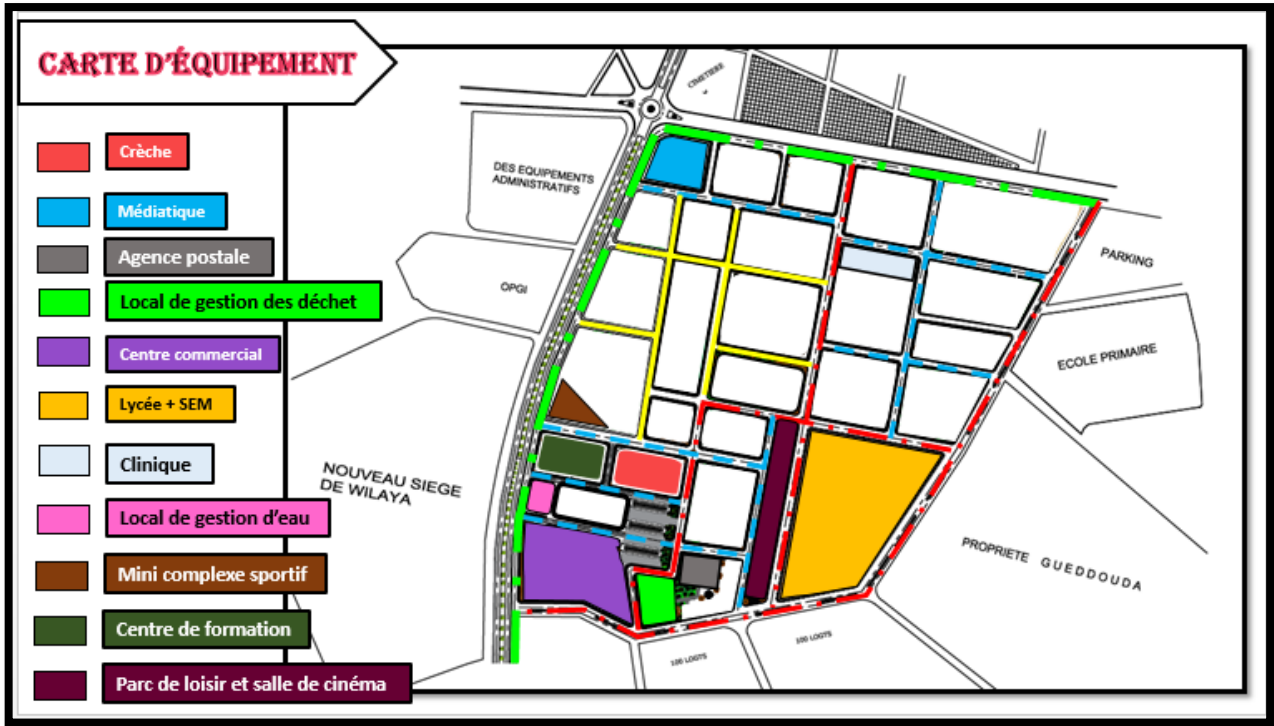 CARTE D'ÉQUIPEMENT
Crèche
Médiatique
Agence postale
Local de gestion des déchet
Centre commercial
Lycée + SEM
Clinique
Local de gestion d'eau
Mini complexe sportif
Centre de formation
Parc de loisir et salle de cinéma
CIMETIERE
DES EQUIPEMENTS
ADMINISTRATIFS
PARKING
OPGI
ECOLE PRIMAIRE
NOUVEAU SIEGE
DE WILAYA
PROPRIETE GUEDDOUDA
100 LOGTS
100 LOGTS